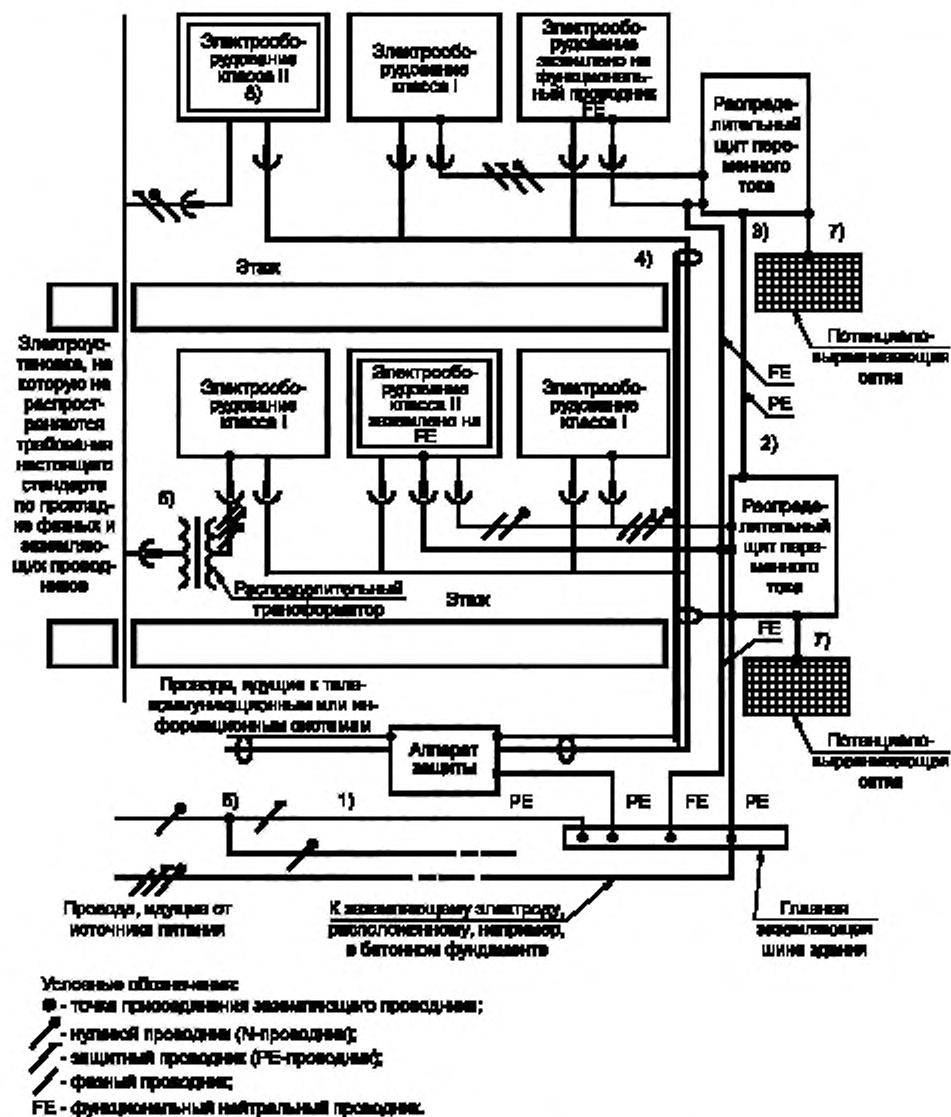 Электрообо-
рудование
класса II
8)
Электрообо-
рудование
класса I
Электрообо-
рудование
заземлено на
функциональ-
ный проводник
FE
Распреде-
лительный
щит пере-
менного
тока
3)
7)
Этаж
4)
Потенциало-
выравнивающая
сетка
Электроус-
тановка, на
которую не
распрост-
раняются
требования
настоящего
стандарта
по проклад-
ке фазных и
заземляю-
щих провод-
ников
Электрообо-
рудование
класса I
Электрообо-
рудование
класса II
заземлено на
FE
Электрообо-
рудование
класса I
FE
PE
2)
Распреде-
лительный
щит пере-
менного
тока
Распределительный
трансформатор
Этаж
FE
7)
Провода, идущие к теле-
коммуникационным или ин-
формационным системам
Аппарат
защиты
Потенциало-
выравнивающая
сетка
1)
PE
PE
FE
PE
Провода, идущие от
источника питания
К заземляющему электроду,
расположенному, например,
в бетонном фундаменте
Главная
заземляющая
шина здания
Условные обозначения:
- точка присоединения заземляющего проводника;
- нулевой проводник (N-проводник);
- защитный проводник (PE-проводник);
- фазный проводник;
FE - функциональный нейтральный проводник.